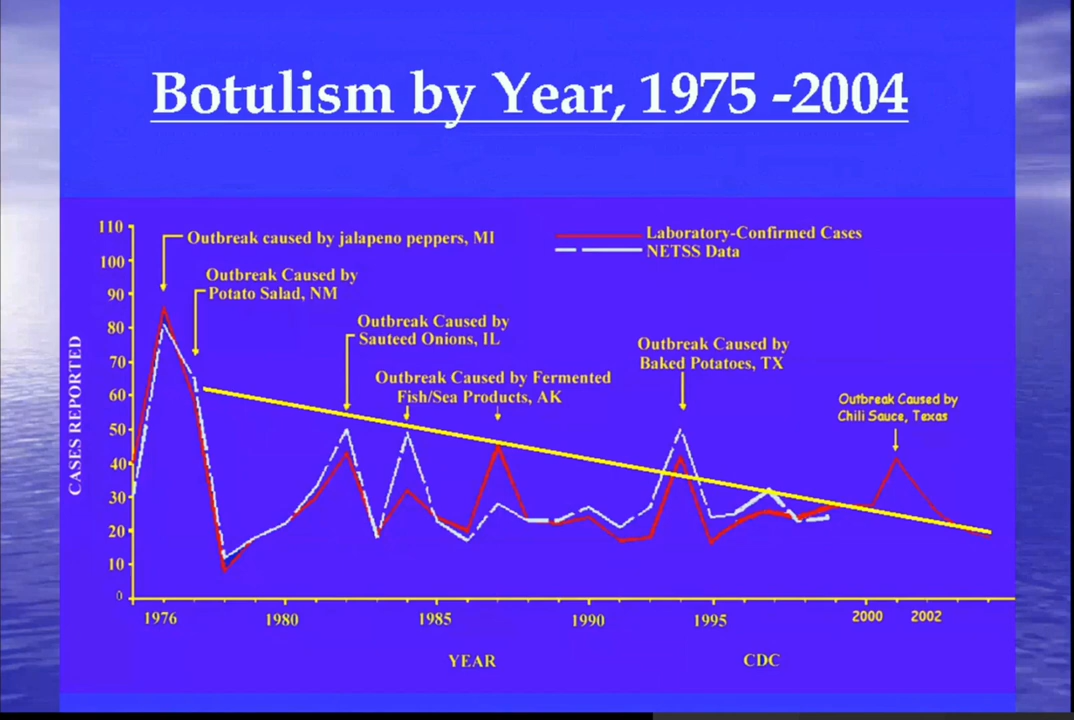 Botulism by Year, 1975 -2004
110
100
90
80
70
60
50
40
30
20
10
0
CASES REPORTED
Outbreak caused by jalapeno peppers, MI
Outbreak Caused by
Potato Salad, NM
Outbreak Caused by
Sauteed Onions, IL
Outbreak Caused by Fermented
Fish/Sea Products, AK
Laboratory-Confirmed Cases
NETSS Data
Outbreak Caused by
Baked Potatoes, TX
Outbreak Caused by
Chili Sauce, Texas
1976 1980 1985 1990 1995 2000 2002
YEAR CDC